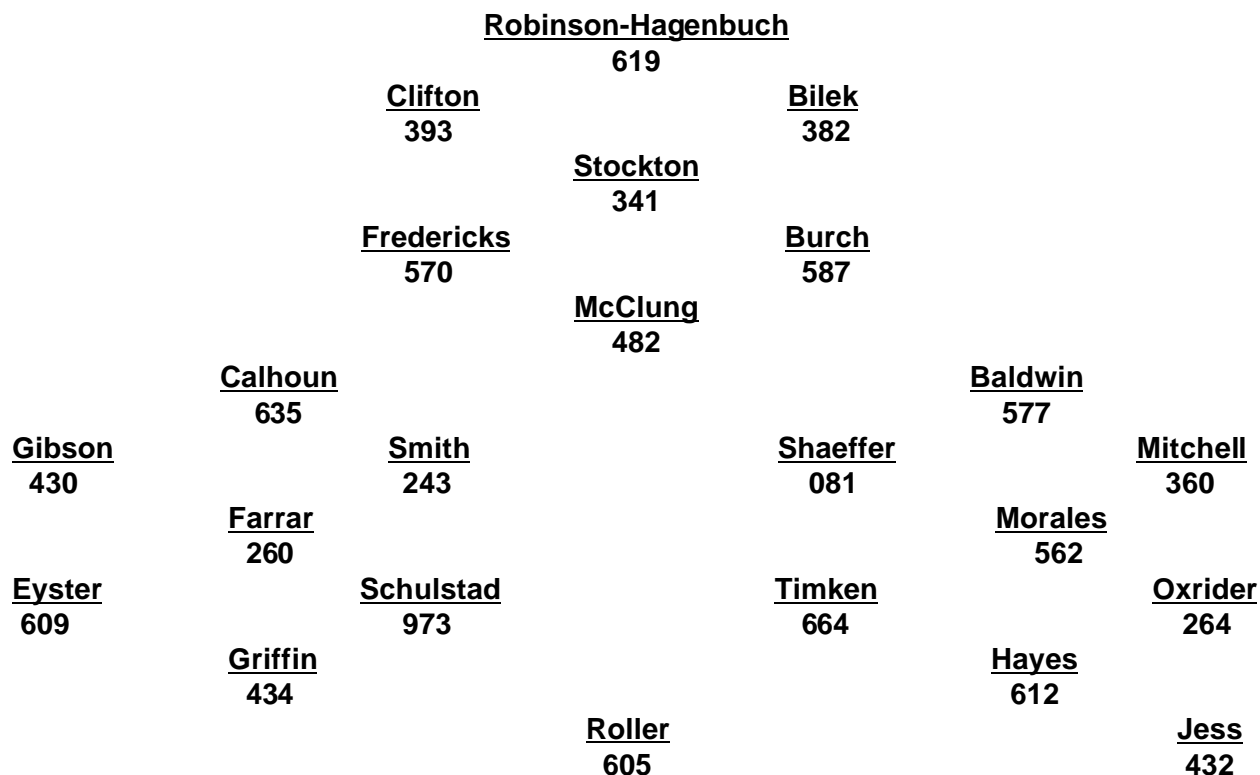 Robinson-Hagenbuch
619
Clifton Bilek
393 382
Stockton
341
Fredericks Burch
570 587
McClung
482
Calhoun Baldwin
635 577
Gibson Smith Shaeffer Mitchell
430 243 081 360
Farrar Morales
260 562
Eyster Schulstad Timken Oxrider
609 973 664 264
Griffin Hayes
434 612
Roller Jess
605 432